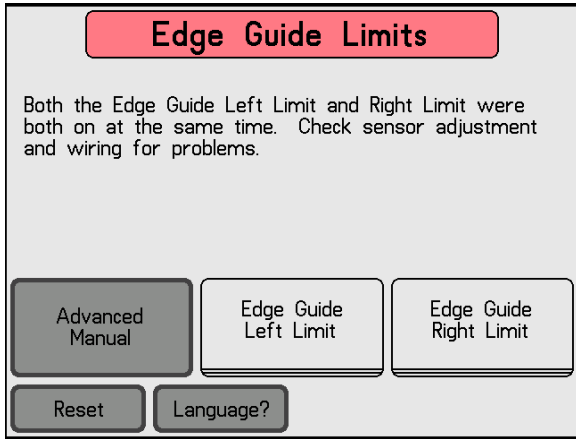 Edge Guide Limits
Both the Edge Guide Left Limit and Right Limit were
both on at the same time.  Check sensor adjustment
and wiring for problems.
Advanced
Manual
Edge Guide
Left Limit
Edge Guide
Right Limit
Reset
Language?